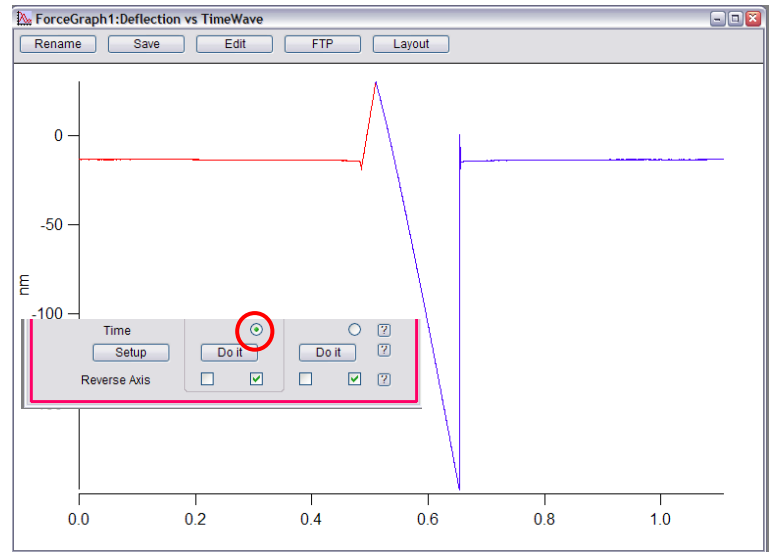 ForceGraph1:Deflection vs TimeWave
Rename Save Edit FTP Layout
0
-50
nm
-100
Time ?
Setup Do it Do it ?
Reverse Axis ?
0.0 0.2 0.4 0.6 0.8 1.0